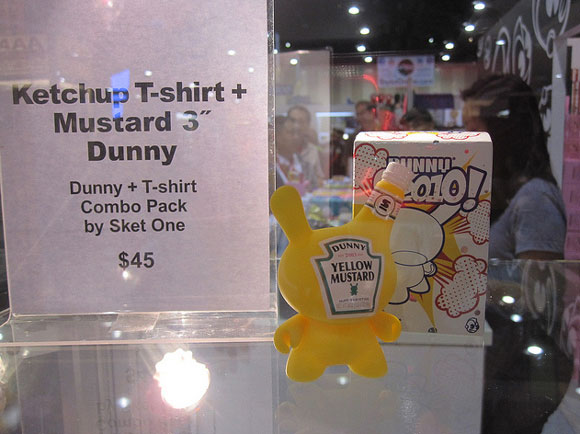 Ketchup T-shirt +
Mustard 3″
Dunny
Dunny + T-shirt
Combo Pack
by Sket One
$45
DUNNY
2010!
DUNNY
YELLOW
MUSTARD